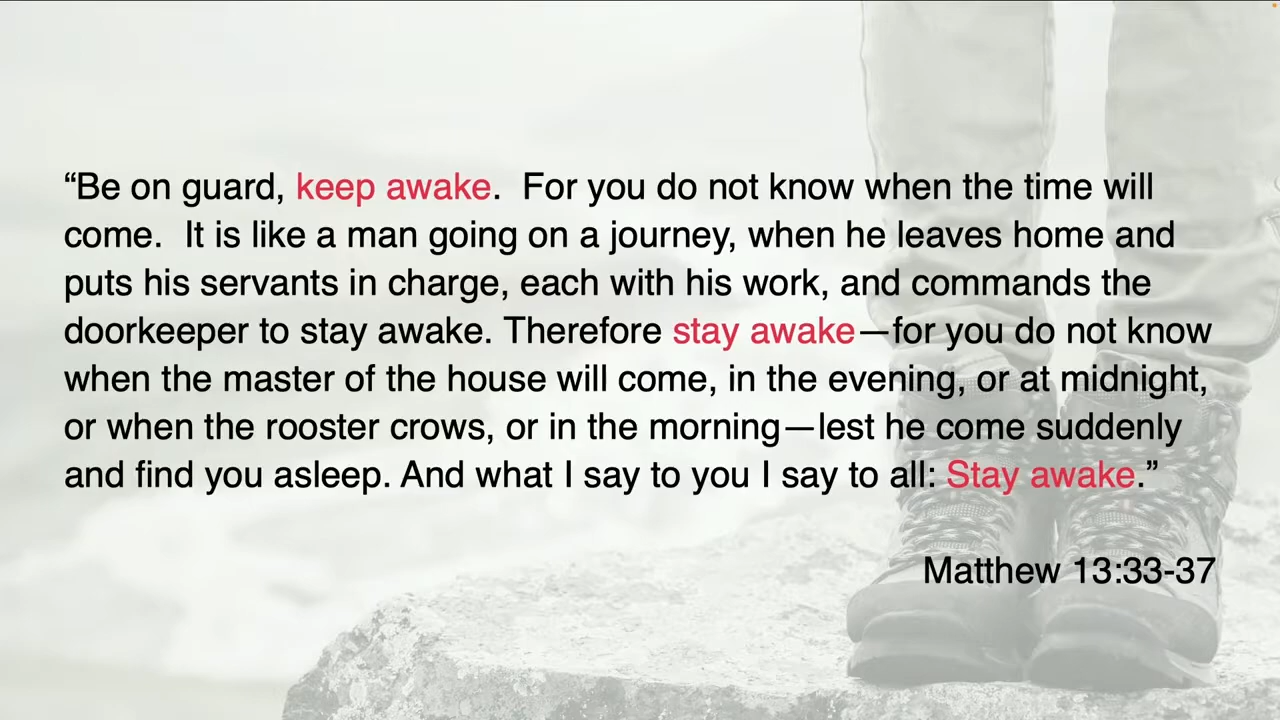 “Be on guard, keep awake.  For you do not know when the time will
come.  It is like a man going on a journey, when he leaves home and
puts his servants in charge, each with his work, and commands the
doorkeeper to stay awake. Therefore stay awake—for you do not know
when the master of the house will come, in the evening, or at midnight,
or when the rooster crows, or in the morning—lest he come suddenly
and find you asleep. And what I say to you I say to all: Stay awake.”
Matthew 13:33-37